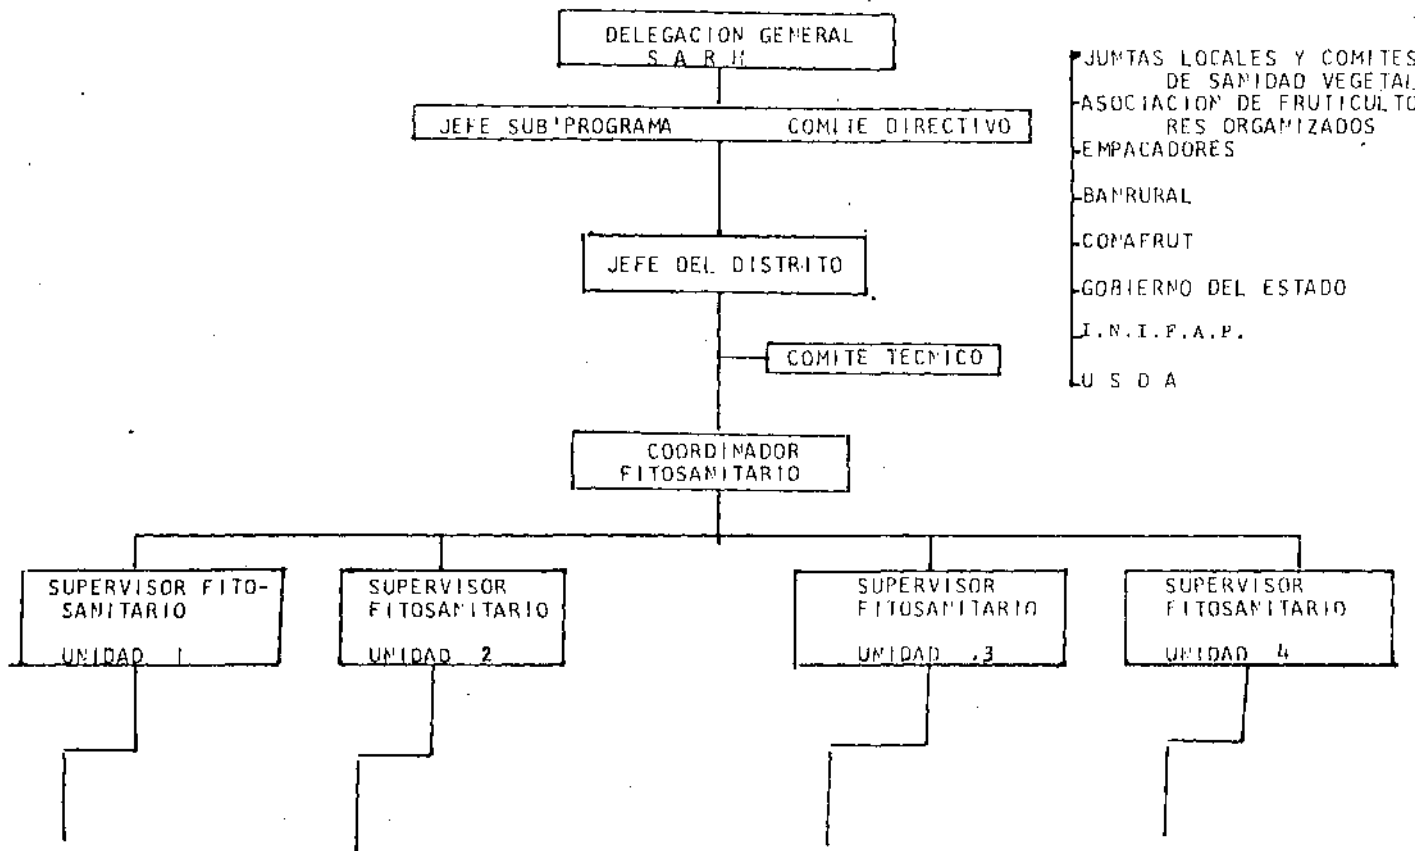 DELEGACION GENERAL
S A R H
JEFE SUB'PROGRAMA COMITE DIRECTIVO
JUNTAS LOCALES Y COMITES
DE SANIDAD VEGETAL
ASOCIACION DE FRUTICULTO
RES ORGANIZADOS
EMPACADORES
BANRURAL
CONAFRUT
GOBIERNO DEL ESTADO
I.N.I.F.A.P.
U S D A
JEFE DEL DISTRITO
COMITE TECNICO
COORDINADOR
FITOSANITARIO
SUPERVISOR FITO-
SANITARIO
UNIDAD 1
SUPERVISOR
FITOSANITARIO
UNIDAD 2
SUPERVISOR
FITOSANITARIO
UNIDAD .3
SUPERVISOR
FITOSANITARIO
UNIDAD 4